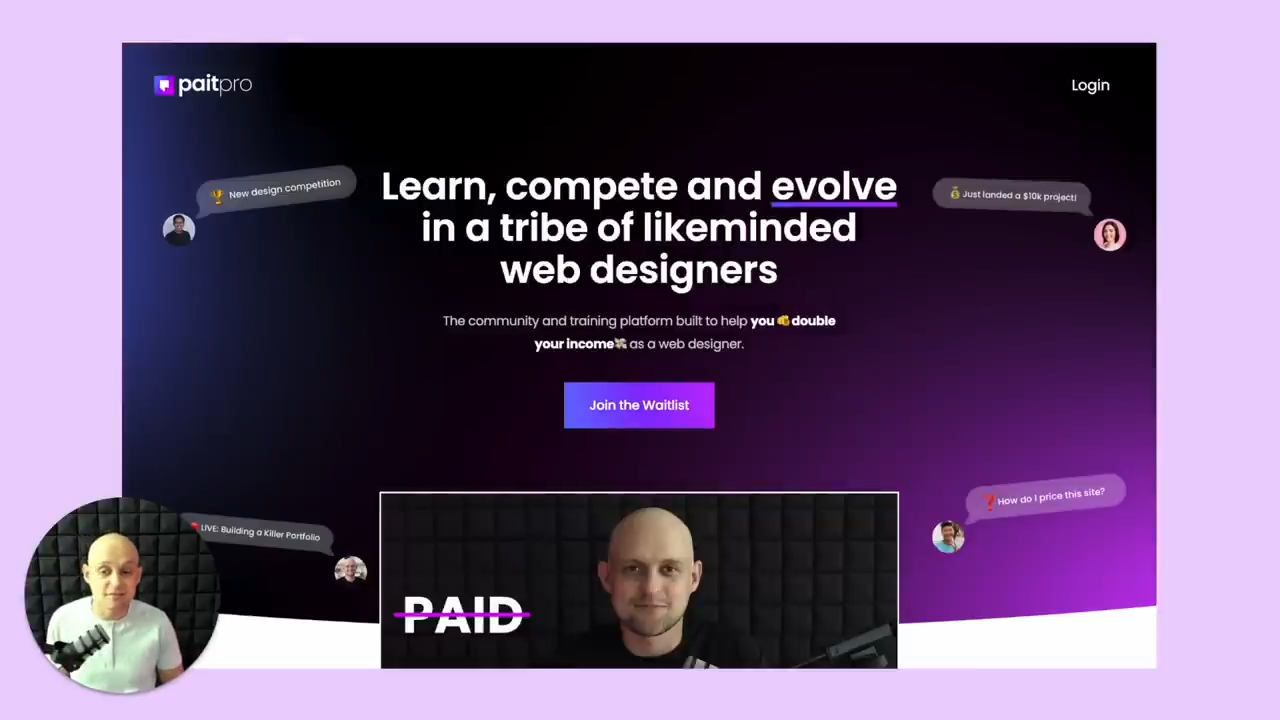 paitpro
Login
🏆 New design competition
💰 Just landed a $10k project!
Learn, compete and evolve
in a tribe of likeminded
web designers
The community and training platform built to help you 👊 double
your income💸 as a web designer.
Join the Waitlist
❓ How do I price this site?
LIVE: Building a Killer Portfolio
PAID